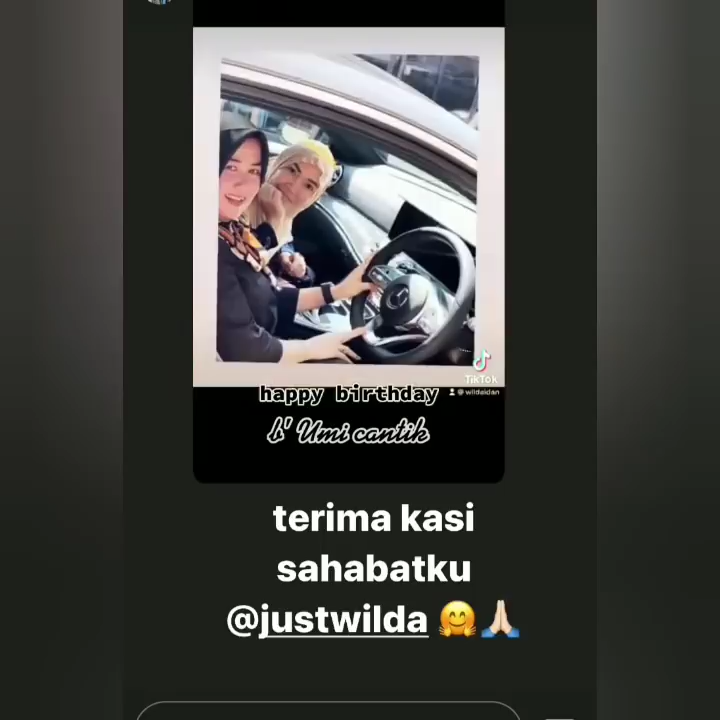 TikTok
@wildaidan
happy birthday
b' Umi cantik
terima kasi
sahabatku
@justwilda 🤗🙏🏻